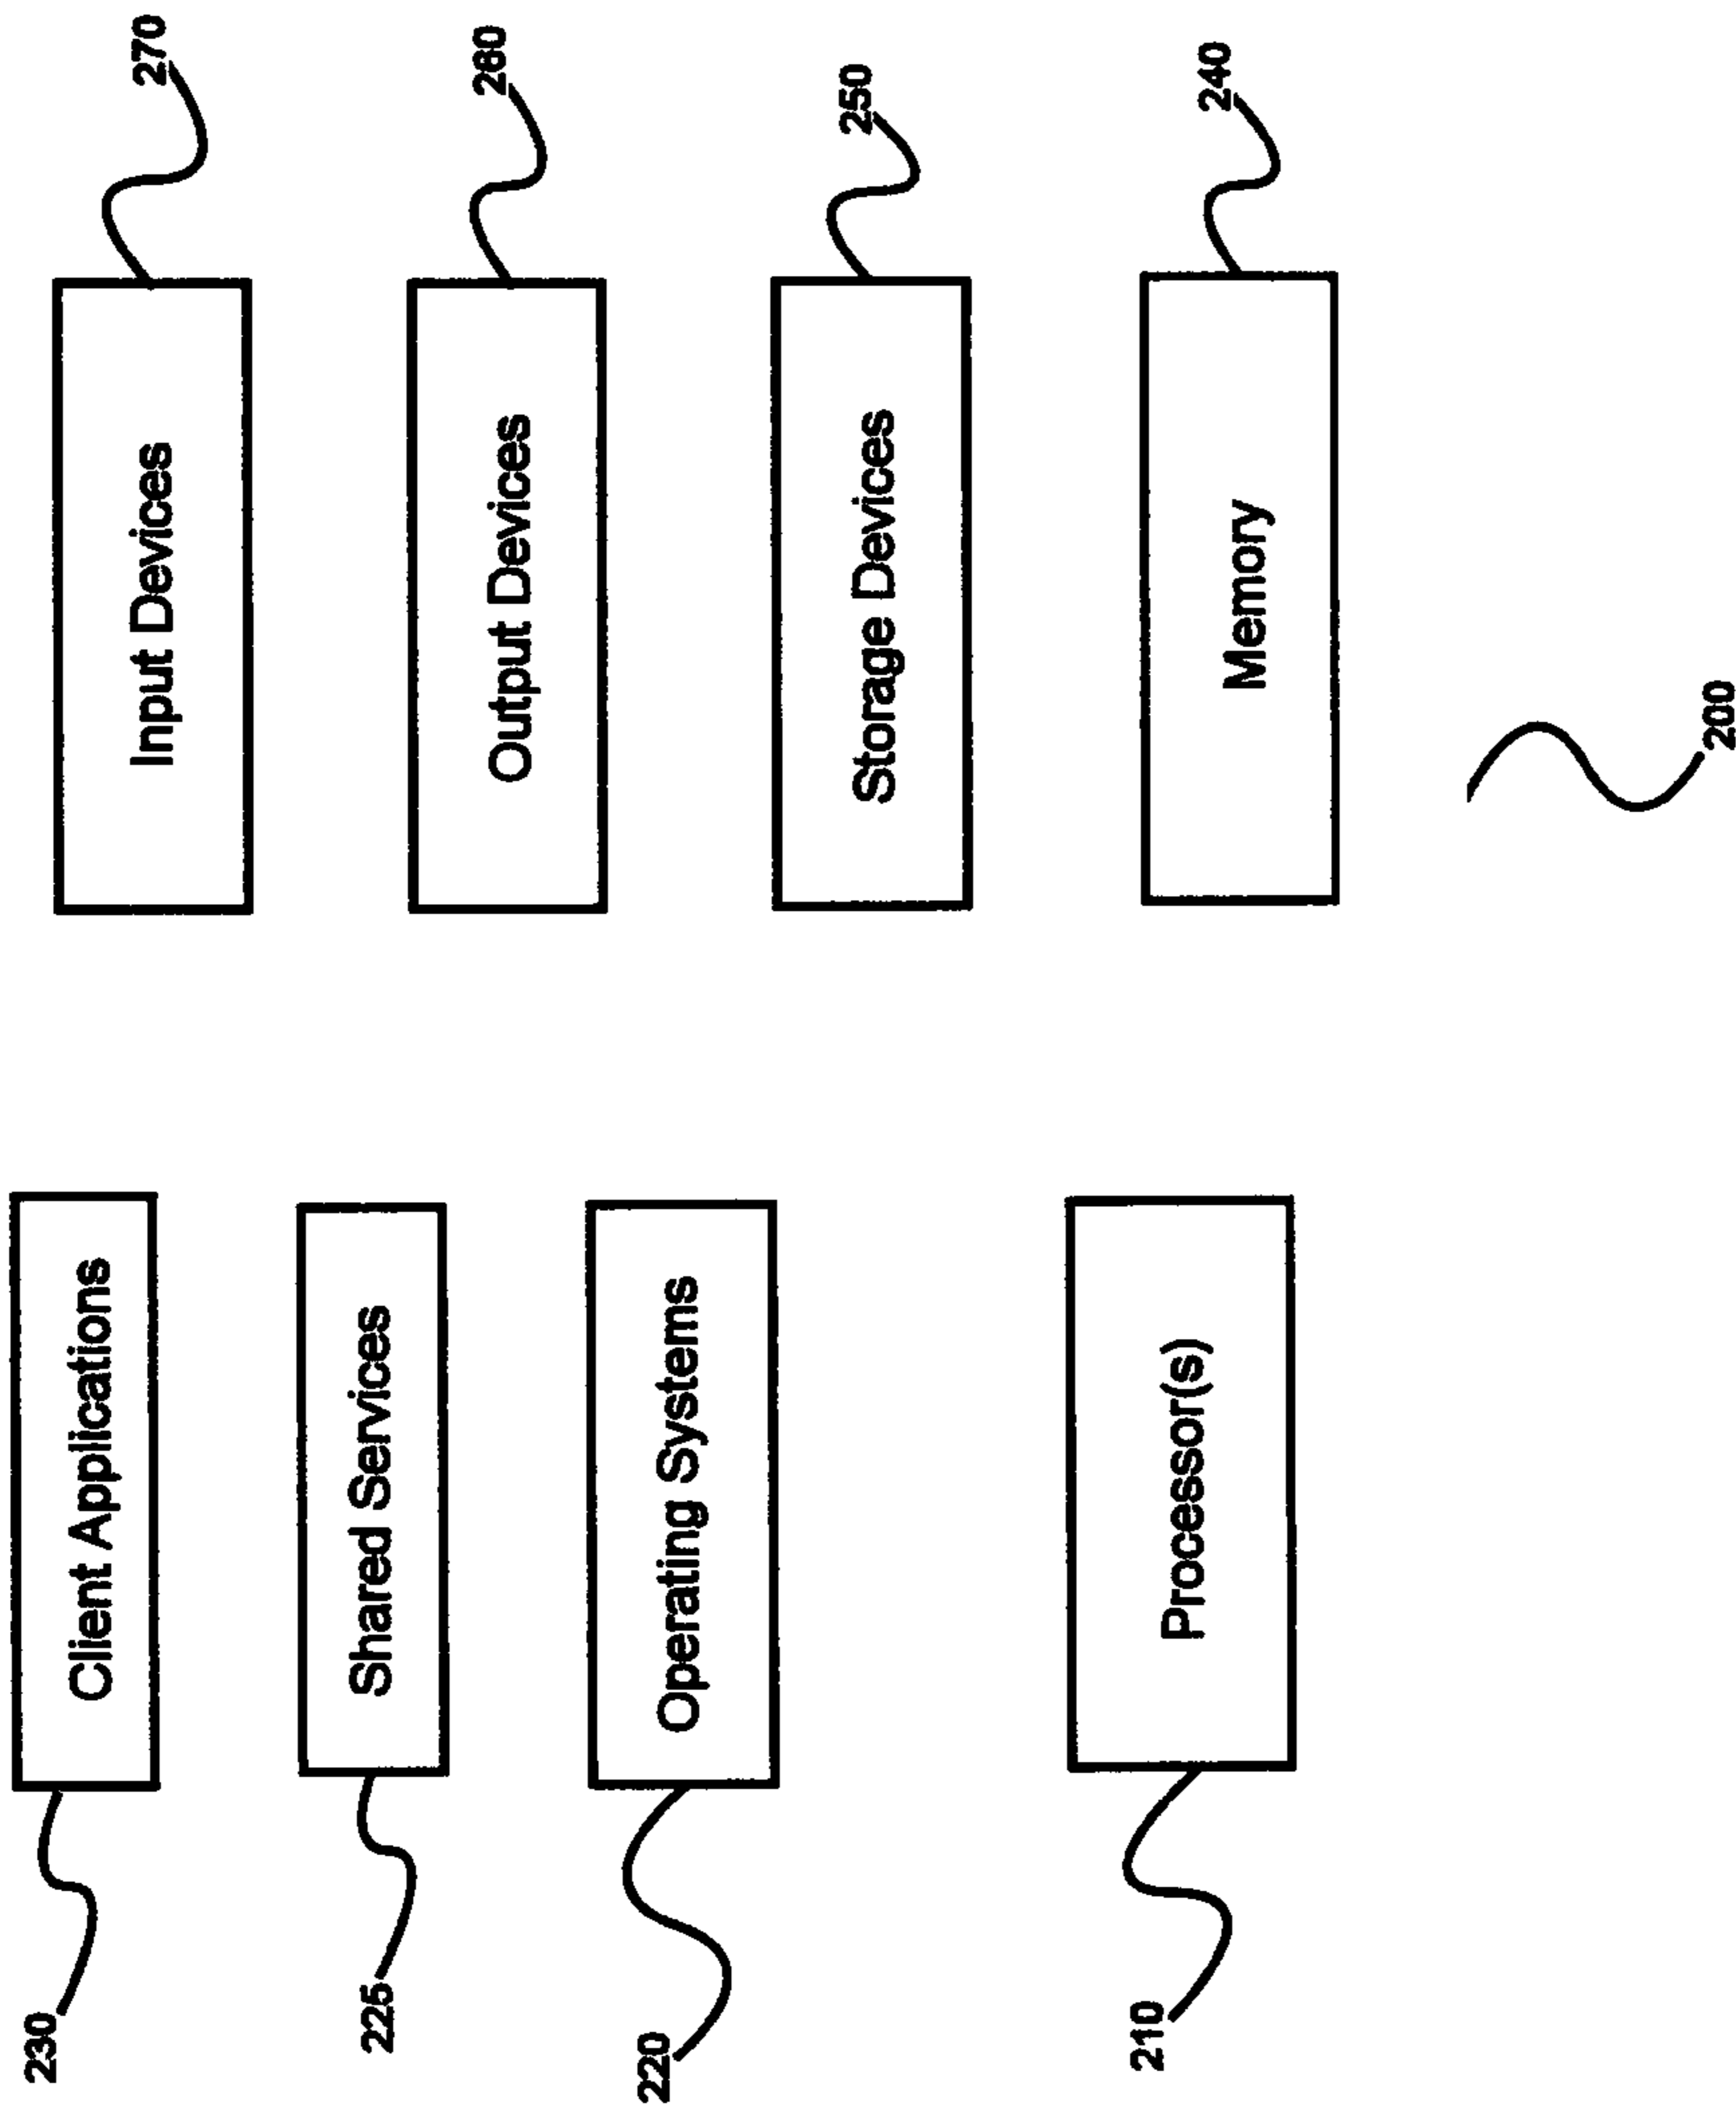 230
Client Applications
Input Devices
270
225
Shared Services
Output Devices
260
220
Operating Systems
Storage Devices
250
210
Processor(s)
Memory
240
200